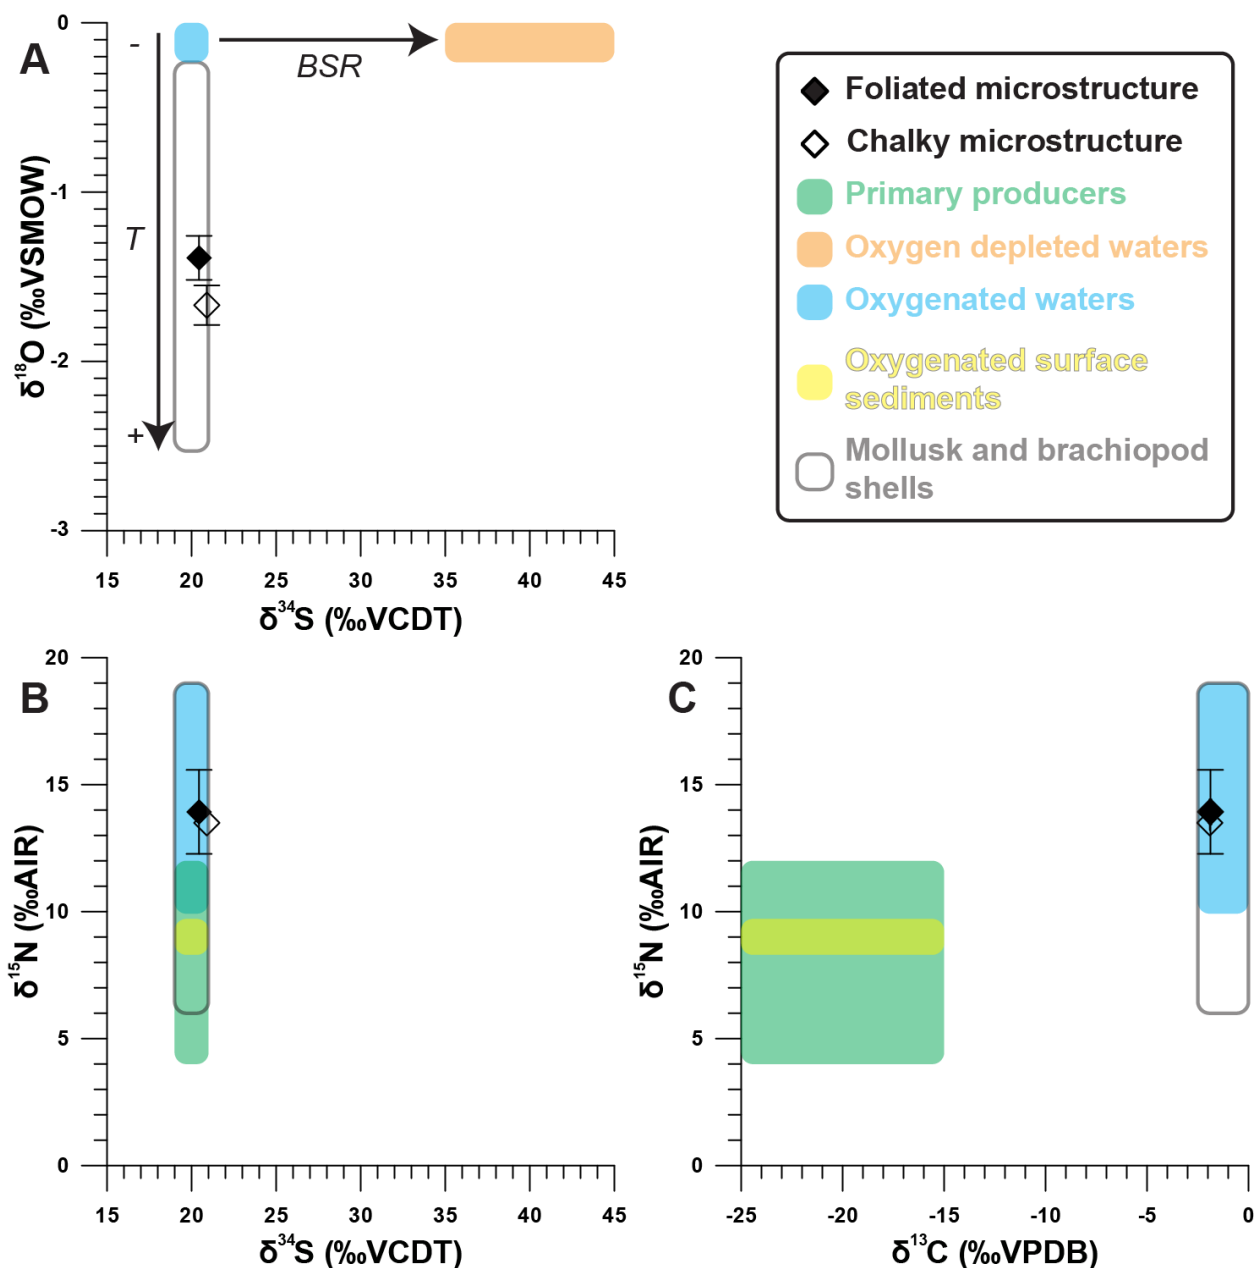 A
0
-1
-2
-3
δ18O (‰VSMOW)
-
T
+
BSR
15 20 25 30 35 40 45
δ34S (‰VCDT)
Foliated microstructure
Chalky microstructure
Primary producers
Oxygen depleted waters
Oxygenated waters
Oxygenated surface
sediments
Mollusk and brachiopod
shells
B
20
15
10
5
0
δ15N (‰AIR)
15 20 25 30 35 40 45
δ34S (‰VCDT)
C
20
15
10
5
0
δ15N (‰AIR)
-25 -20 -15 -10 -5 0
δ13C (‰VPDB)